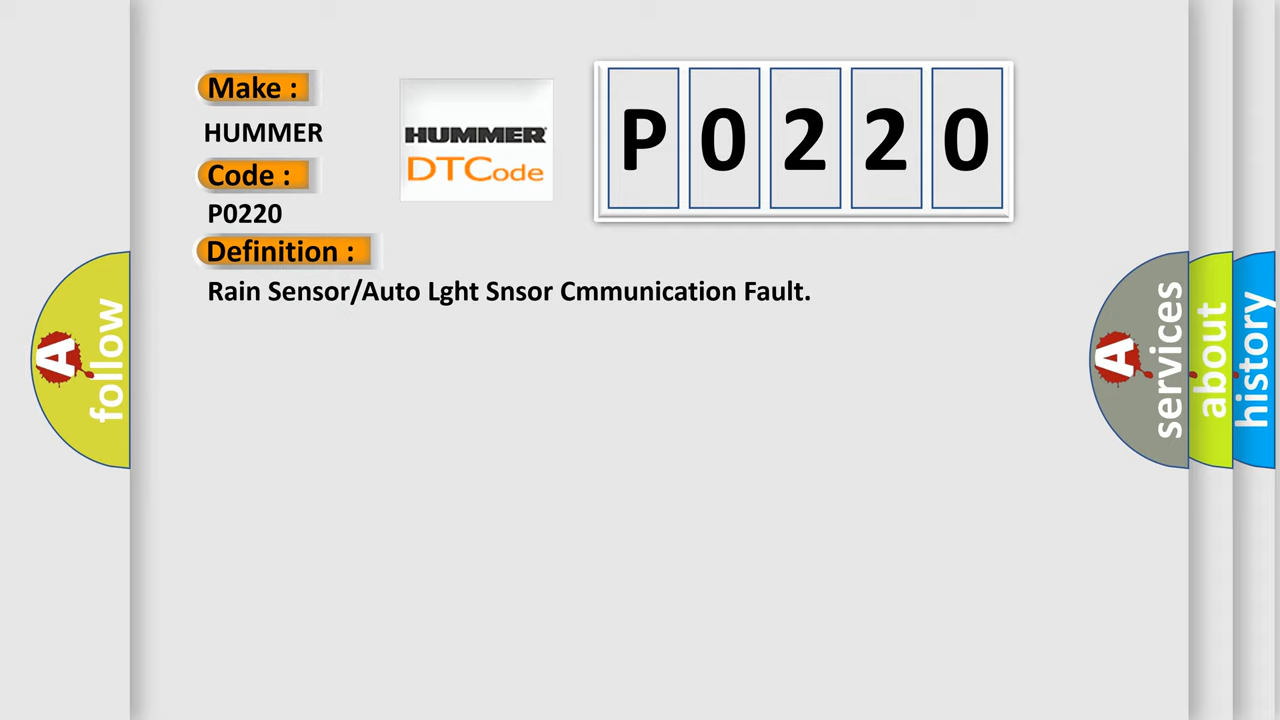 Make :
HUMMER
Code :
P0220
Definition :
Rain Sensor/Auto Lght Snsor Cmmunication Fault.
HUMMER
DTCode
P0220
A follow
A services
about
history